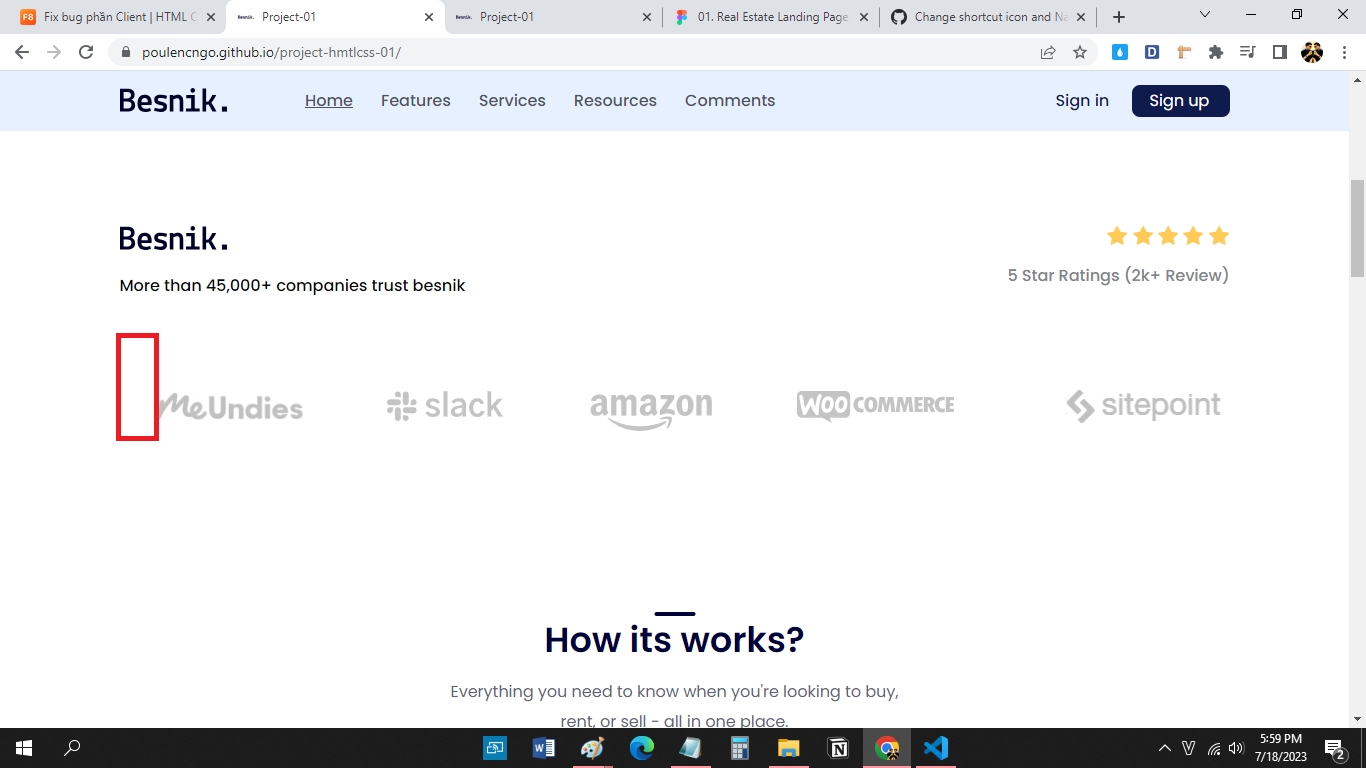 Fix bug phần Client | HTML C
Project-01
Project-01
01. Real Estate Landing Page
Change shortcut icon and Na
poulencngo.github.io/project-hmtlcss-01/
Besnik.
Home
Features
Services
Resources
Comments
Sign in
Sign up
Besnik.
More than 45,000+ companies trust besnik
5 Star Ratings (2k+ Review)
MeUndies
slack
amazon
WOO COMMERCE
sitepoint
How its works?
Everything you need to know when you're looking to buy,
rent, or sell - all in one place.
5:59 PM
7/18/2023
2